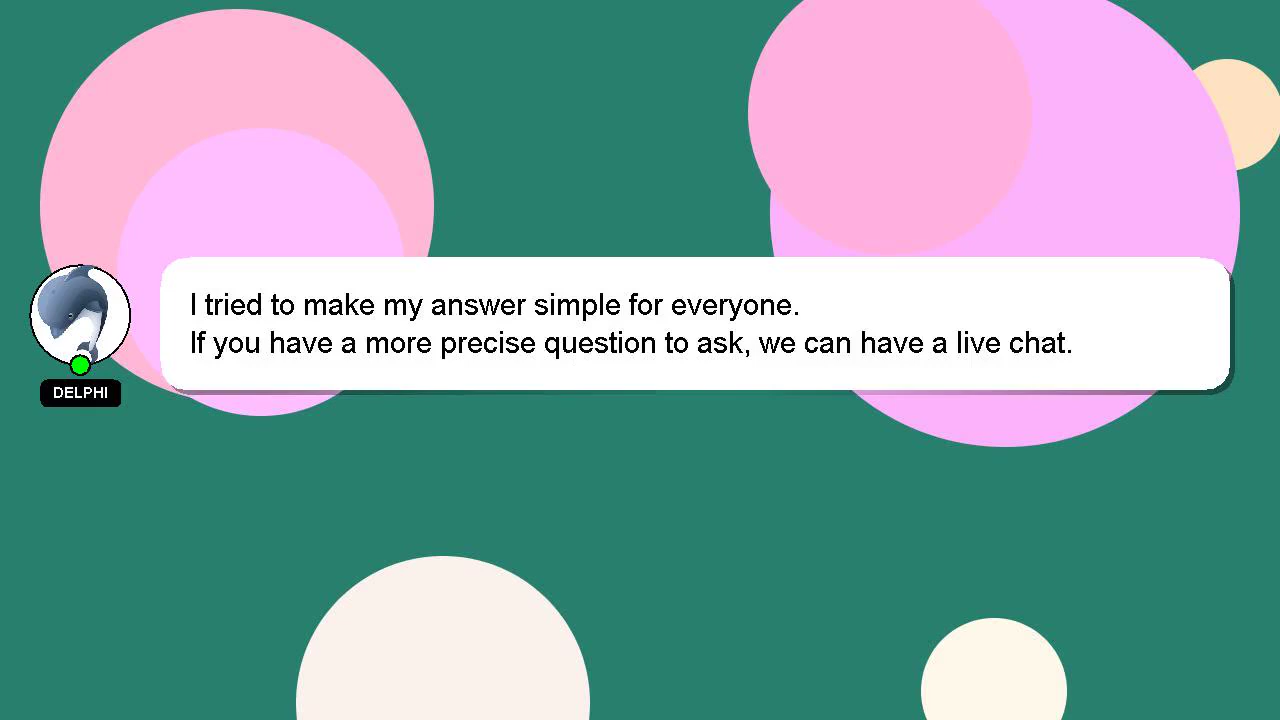 I tried to make my answer simple for everyone.
If you have a more precise question to ask, we can have a live chat.
DELPHI